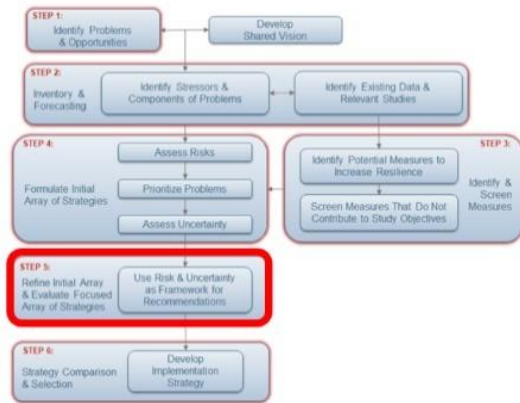 STEP 1:
Identify Problems
& Opportunities
Develop
Shared Vision
STEP 2:
Inventory &
Forecasting
Identify Stressors &
Components of Problems
Identify Existing Data &
Relevant Studies
STEP 4:
Formulate Initial
Array of Strategies
Assess Risks
Prioritize Problems
Assess Uncertainty
STEP 3:
Identify Potential Measures to
Increase Resilience
Identify &
Screen
Measures
Screen Measures That Do Not
Contribute to Study Objectives
STEP 5:
Refine Initial Array
& Evaluate Focused
Array of Strategies
Use Risk & Uncertainty
as Framework for
Recommendations
STEP 6:
Strategy Comparison
& Selection
Develop
Implementation
Strategy